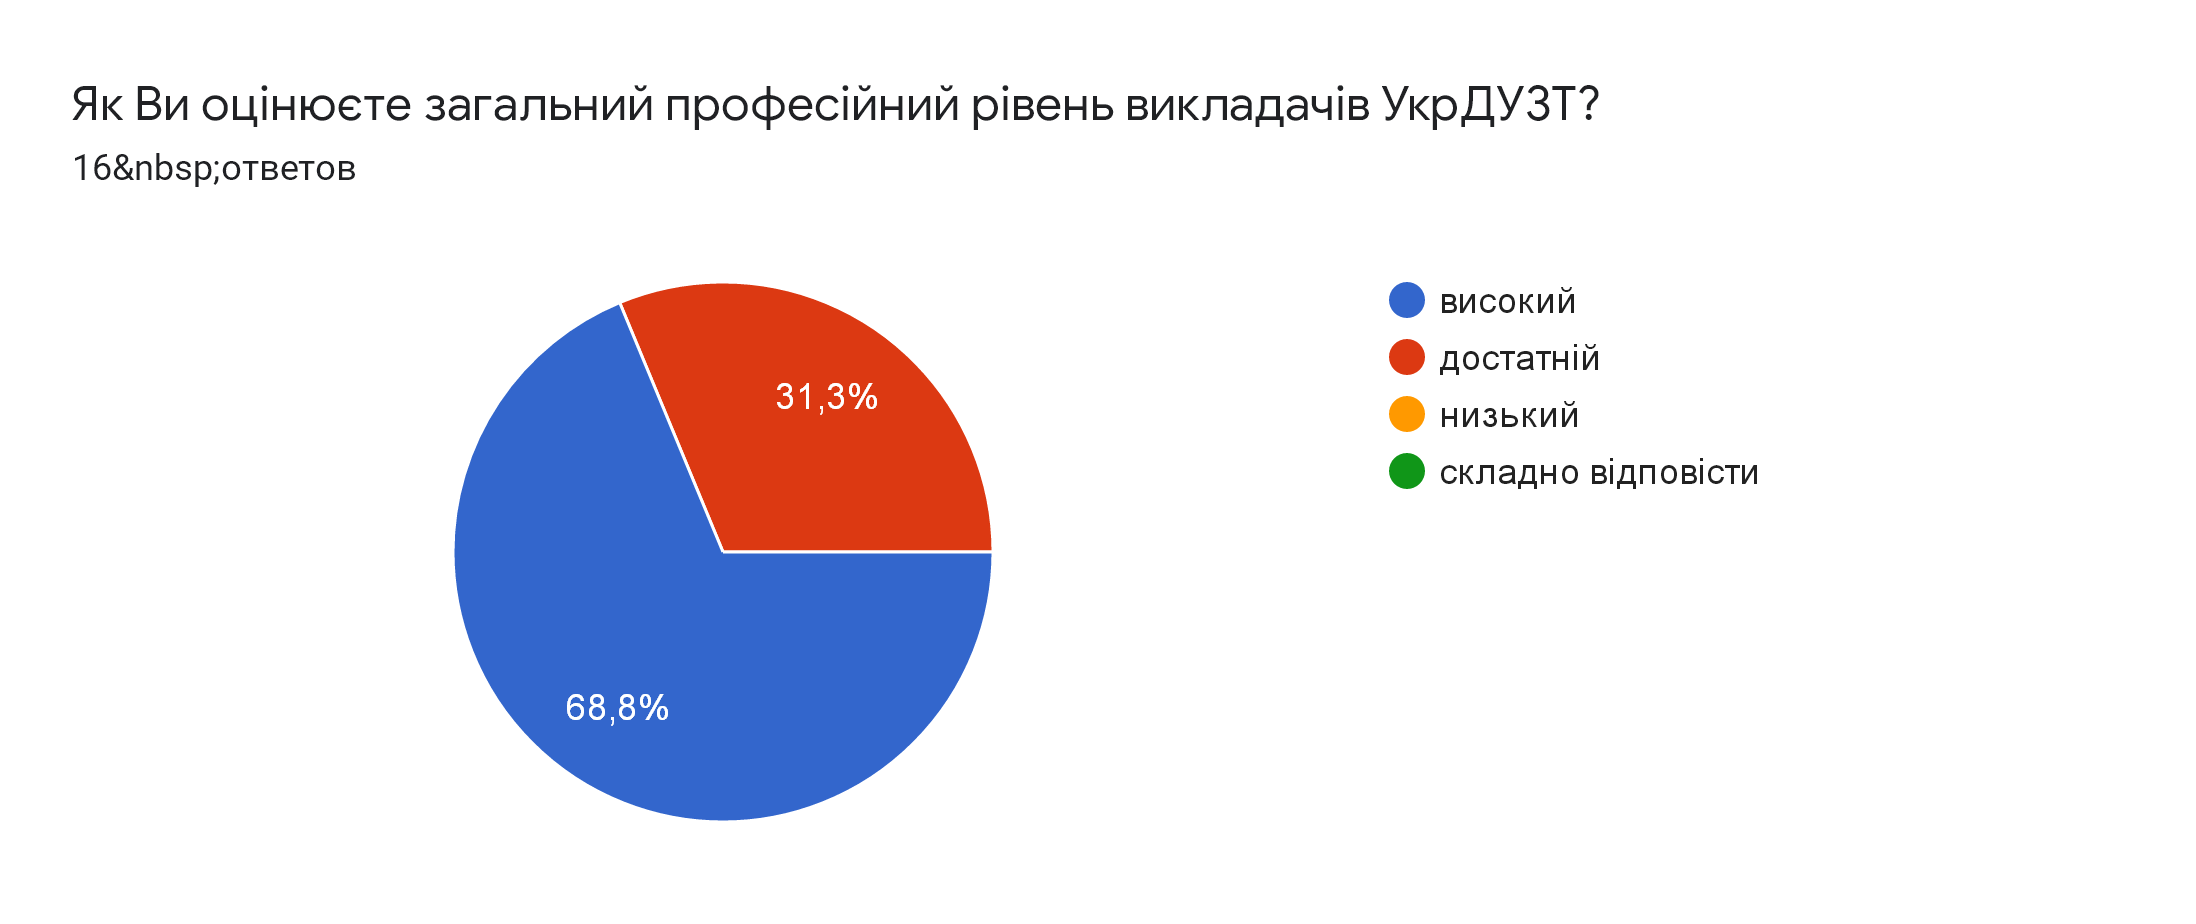 Як Ви оцінюєте загальний професійний рівень викладачів УкрДУЗТ?
16&nbsp;ответов
31,3%
68,8%
високий
достатній
низький
складно відповісти